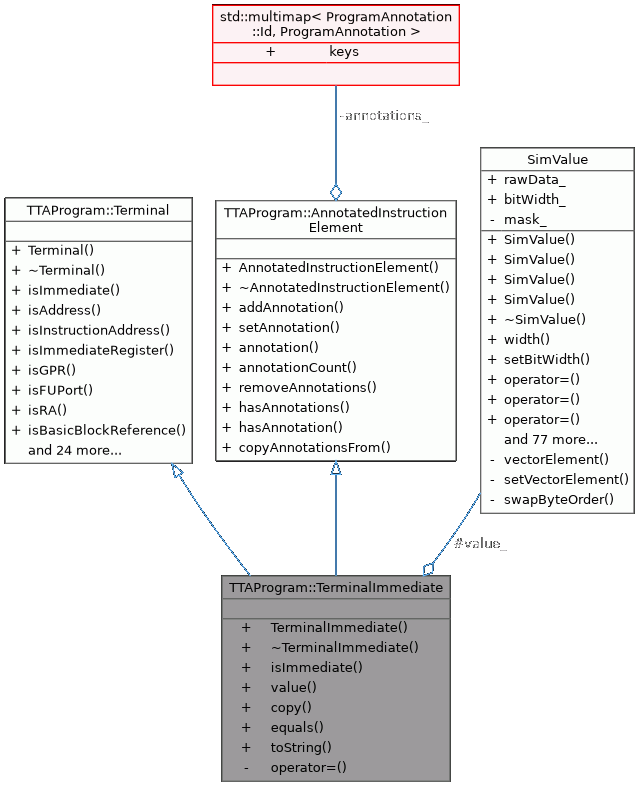 std::multimap< ProgramAnnotation
::Id, ProgramAnnotation >
+ keys
-annotations_
SimValue
+ rawData_
+ bitWidth_
- mask_
+ SimValue()
+ SimValue()
+ SimValue()
+ SimValue()
+ ~SimValue()
+ width()
+ setBitWidth()
+ operator=()
+ operator=()
+ operator=()
and 77 more...
- vectorElement()
- setVectorElement()
- swapByteOrder()
TTAProgram::Terminal
+ Terminal()
+ ~Terminal()
+ isImmediate()
+ isAddress()
+ isInstructionAddress()
+ isImmediateRegister()
+ isGPR()
+ isFUPort()
+ isRA()
+ isBasicBlockReference()
and 24 more...
TTAProgram::AnnotatedInstruction
Element
+ AnnotatedInstructionElement()
+ ~AnnotatedInstructionElement()
+ addAnnotation()
+ setAnnotation()
+ annotation()
+ annotationCount()
+ removeAnnotations()
+ hasAnnotations()
+ hasAnnotation()
+ copyAnnotationsFrom()
#value_
TTAProgram::TerminalImmediate
+ TerminalImmediate()
+ ~TerminalImmediate()
+ isImmediate()
+ value()
+ copy()
+ equals()
+ toString()
- operator=()